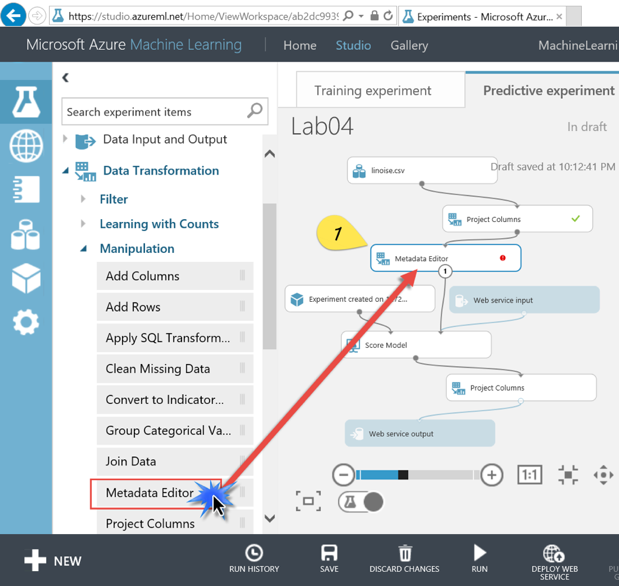 https://studio.azureml.net/Home/ViewWorkspace/ab2dc993
Experiments - Microsoft Azure...
Microsoft Azure Machine Learning
Home
Studio
Gallery
MachineLearni
Search experiment items
Data Input and Output
Data Transformation
Filter
Learning with Counts
Manipulation
Add Columns
Add Rows
Apply SQL Transform...
Clean Missing Data
Convert to Indicator...
Group Categorical Va...
Join Data
Metadata Editor
Project Columns
Training experiment
Predictive experiment
Lab04
In draft
Draft saved at 10:12:41 PM
linoise.csv
Project Columns
1
Metadata Editor
1
Experiment created on
Web service input
Score Model
Project Columns
Web service output
1:1
NEW
RUN HISTORY
SAVE
DISCARD CHANGES
RUN
DEPLOY WEB
SERVICE